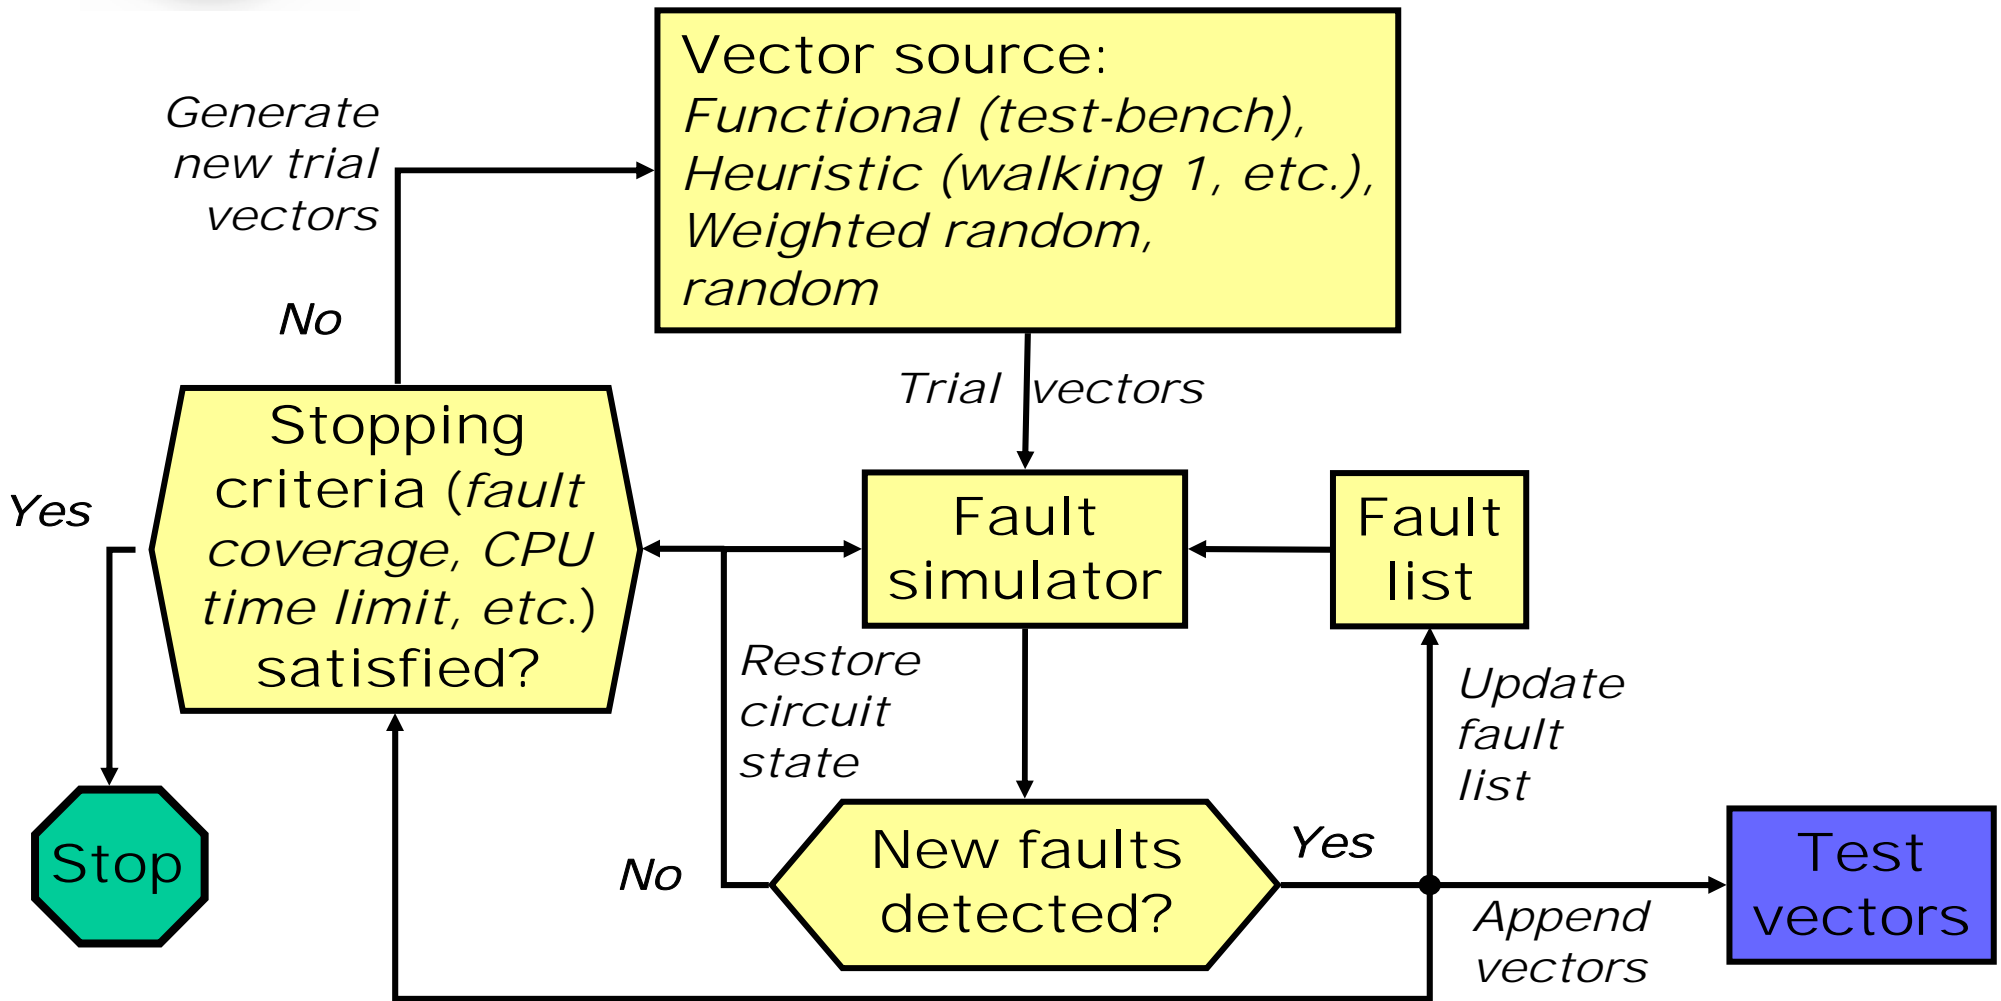 Vector source:
Functional (test-bench),
Heuristic (walking 1, etc.),
Weighted random,
random
Generate
new trial
vectors
No
Trial vectors
Stopping
criteria (fault
coverage, CPU
time limit, etc.)
satisfied?
Yes
Fault
simulator
Fault
list
Restore
circuit
state
Update
fault
list
Stop
No
New faults
detected?
Yes
Append
vectors
Test
vectors